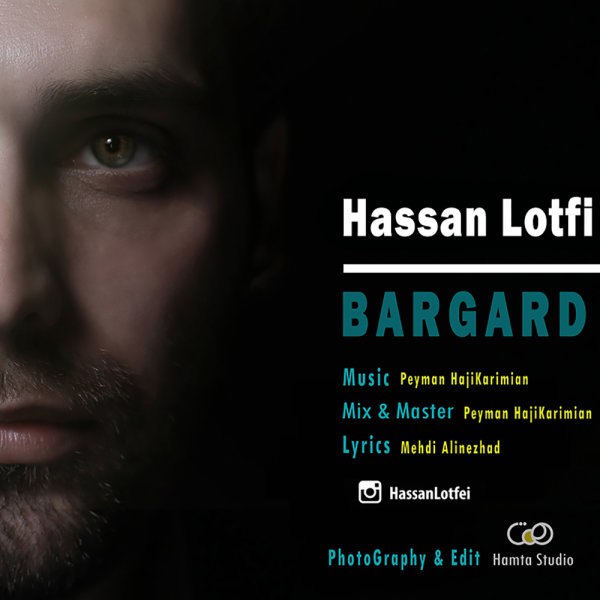 Hassan Lotfi
BARGARD
Music Peyman HajiKarimian
Mix & Master Peyman HajiKarimian
Lyrics Mehdi Alinezhad
HassanLotfei
PhotoGraphy & Edit Hamta Studio